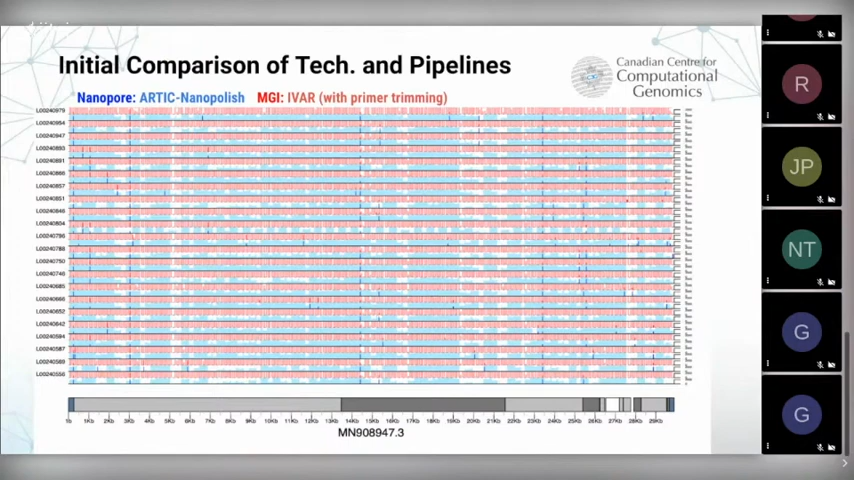 Initial Comparison of Tech. and Pipelines
Canadian Centre for
Computational
Genomics
Nanopore: ARTIC-Nanopolish MGI: IVAR (with primer trimming)
L00240979
L00240954
L00240947
L00240893
L00240891
L00240866
L00240857
L00240851
L00240846
L00240804
L00240796
L00240788
L00240750
L00240746
L00240685
L00240666
L00240652
L00240642
L00240594
L00240587
L00240589
L00240556
1b 1Kb 2Kb 3Kb 4Kb 5Kb 6Kb 7Kb 8Kb 9Kb 10Kb 11Kb 12Kb 13Kb 14Kb 15Kb 16Kb 17Kb 18Kb 19Kb 20Kb 21Kb 22Kb 23Kb 24Kb 25Kb 26Kb 27Kb 28Kb 29Kb
MN908947.3
R
JP
NT
G
G